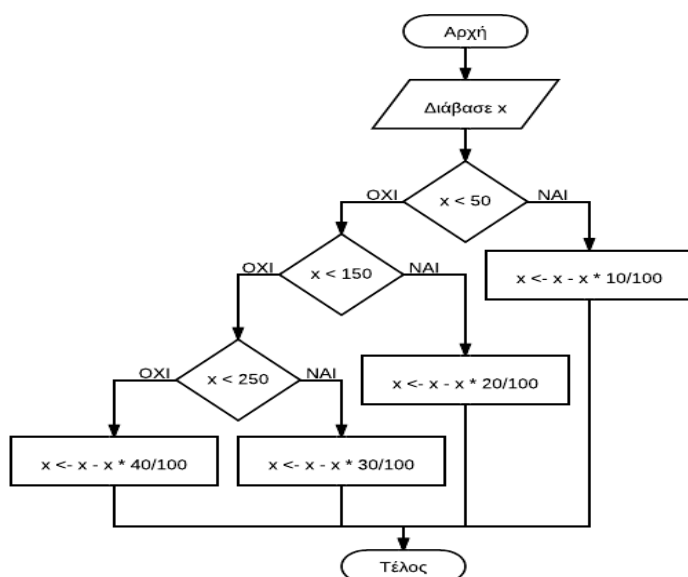 Αρχή
Διάβασε x
x < 50
ΟΧΙ
ΝΑΙ
x < 150
ΟΧΙ
ΝΑΙ
x <- x - x * 10/100
x < 250
ΟΧΙ
ΝΑΙ
x <- x - x * 20/100
x <- x - x * 40/100
x <- x - x * 30/100
Τέλος